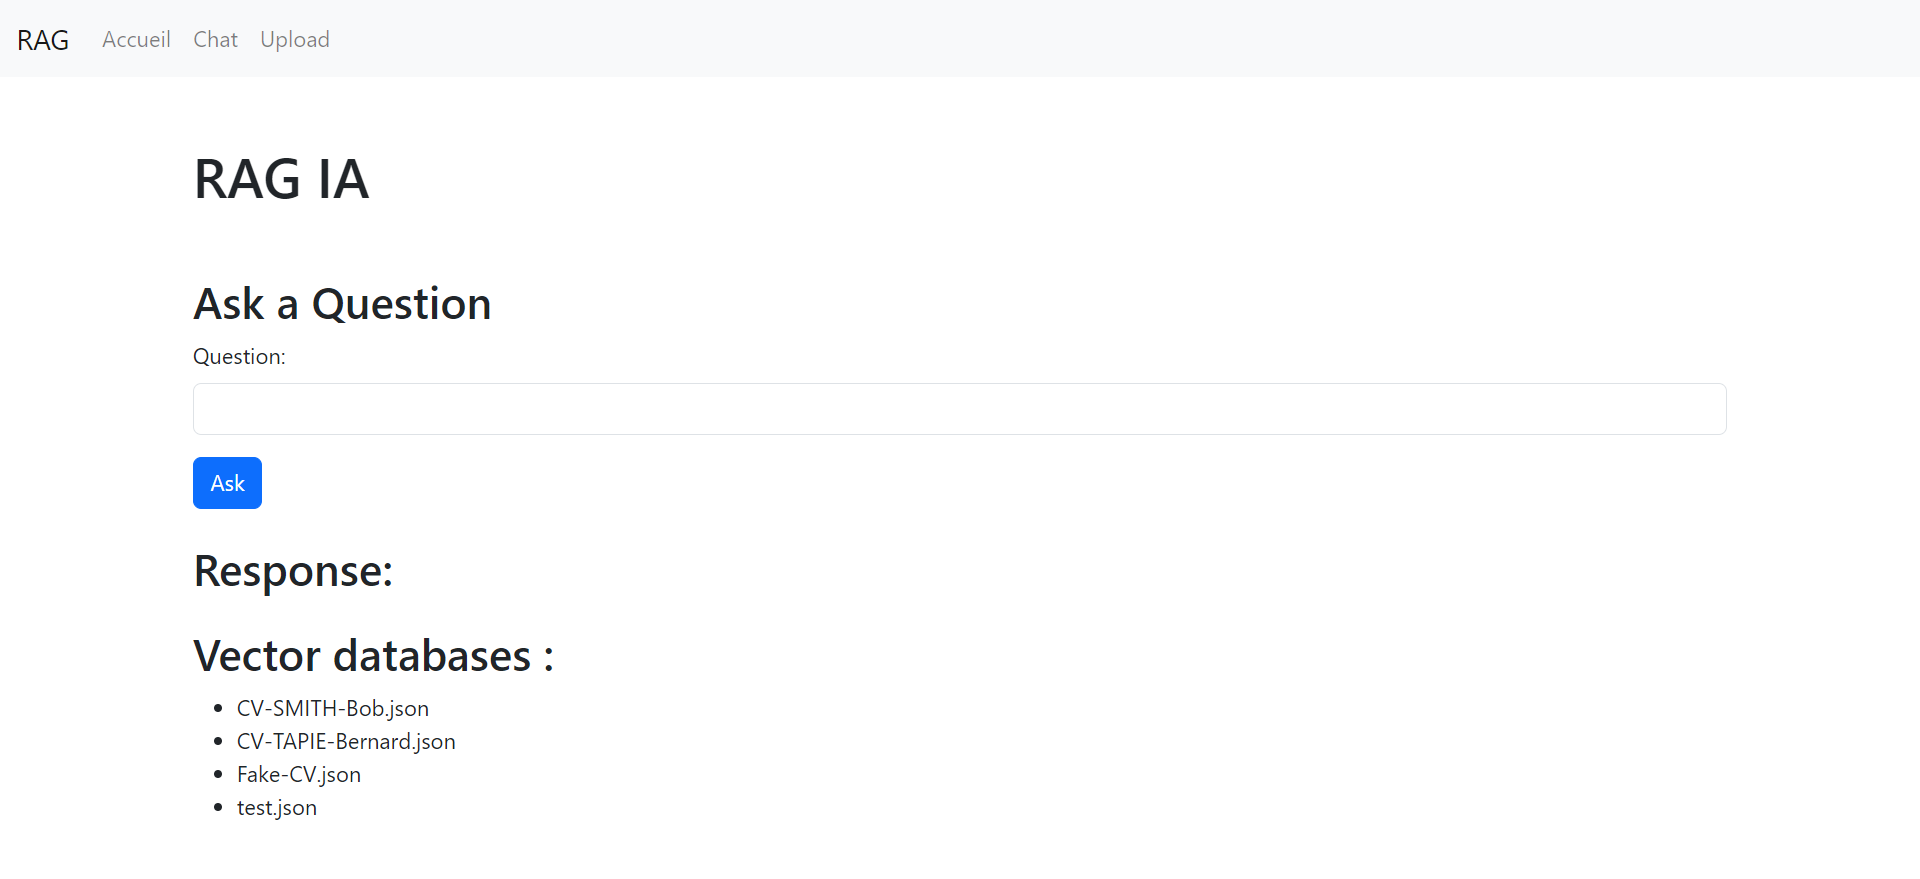 RAG Accueil Chat Upload
RAG IA
Ask a Question
Question:
Ask
Response:
Vector databases :
CV-SMITH-Bob.json
CV-TAPIE-Bernard.json
Fake-CV.json
test.json